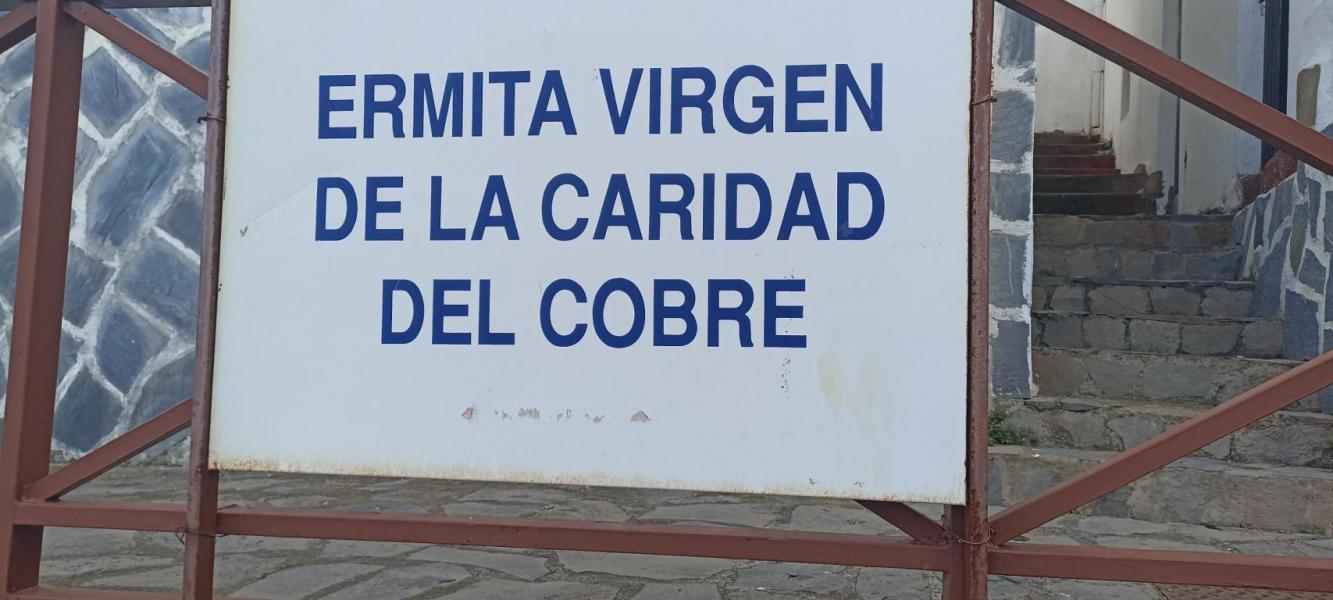 ERMITA VIRGEN
DE LA CARIDAD
DEL COBRE